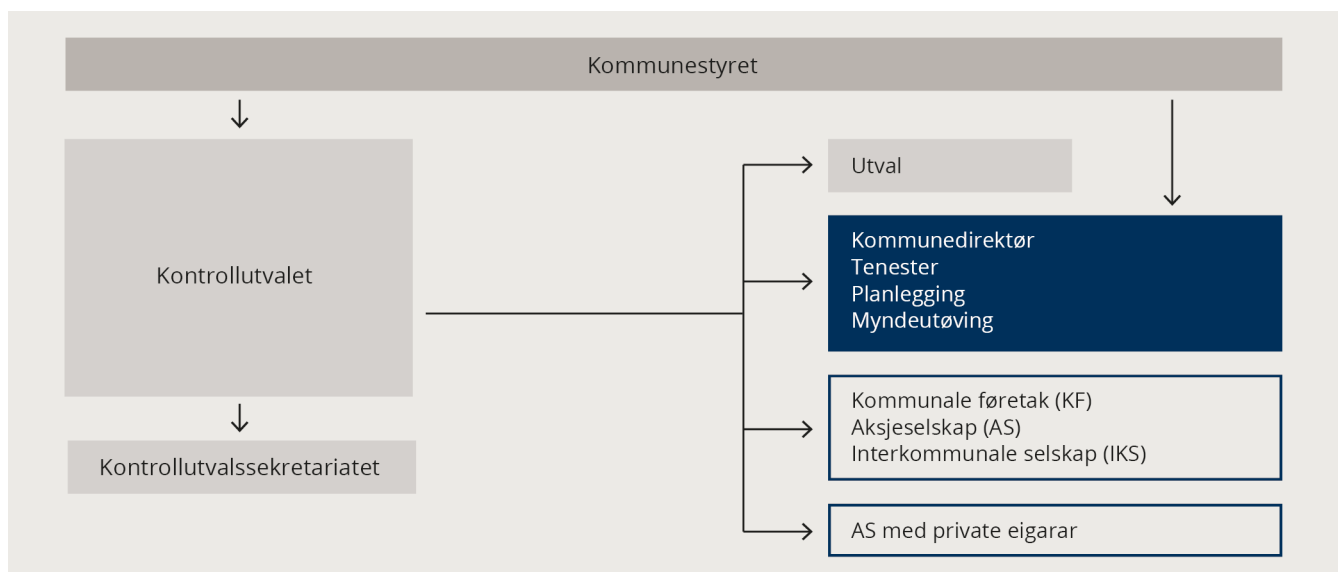 Kommunestyret
Kontrollutvalet
Kontrollutvalssekretariatet
Utval
Kommunedirektør
Tenester
Planlegging
Myndeutøving
Kommunale føretak (KF)
Aksjeselskap (AS)
Interkommunale selskap (IKS)
AS med private eigarar